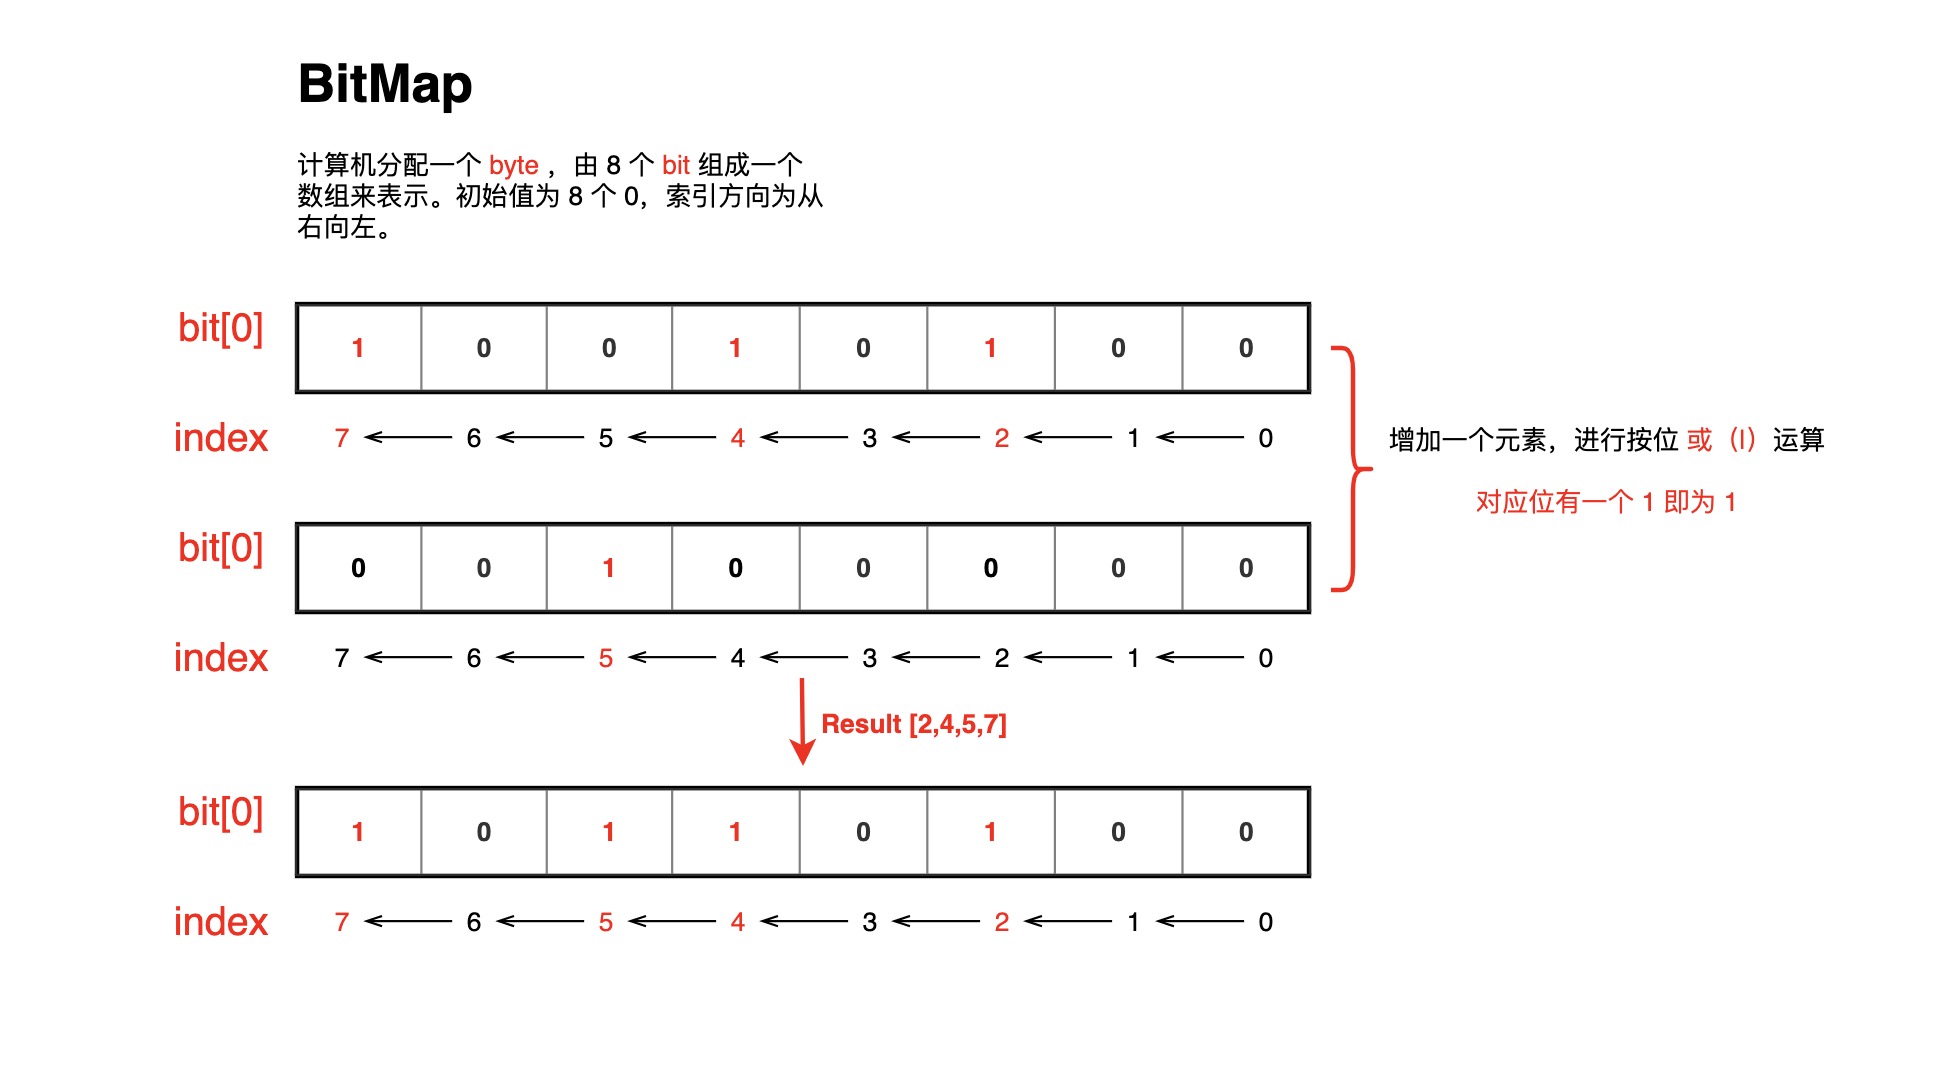 BitMap
计算机分配一个 byte ，由 8 个 bit 组成一个
数组来表示。初始值为 8 个 0，索引方向为从
右向左。
bit[0] 1 0 0 1 0 1 0 0
index 7 6 5 4 3 2 1 0
增加一个元素，进行按位 或（|）运算
对应位有一个 1 即为 1
bit[0] 0 0 1 0 0 0 0 0
index 7 6 5 4 3 2 1 0
Result [2,4,5,7]
bit[0] 1 0 1 1 0 1 0 0
index 7 6 5 4 3 2 1 0